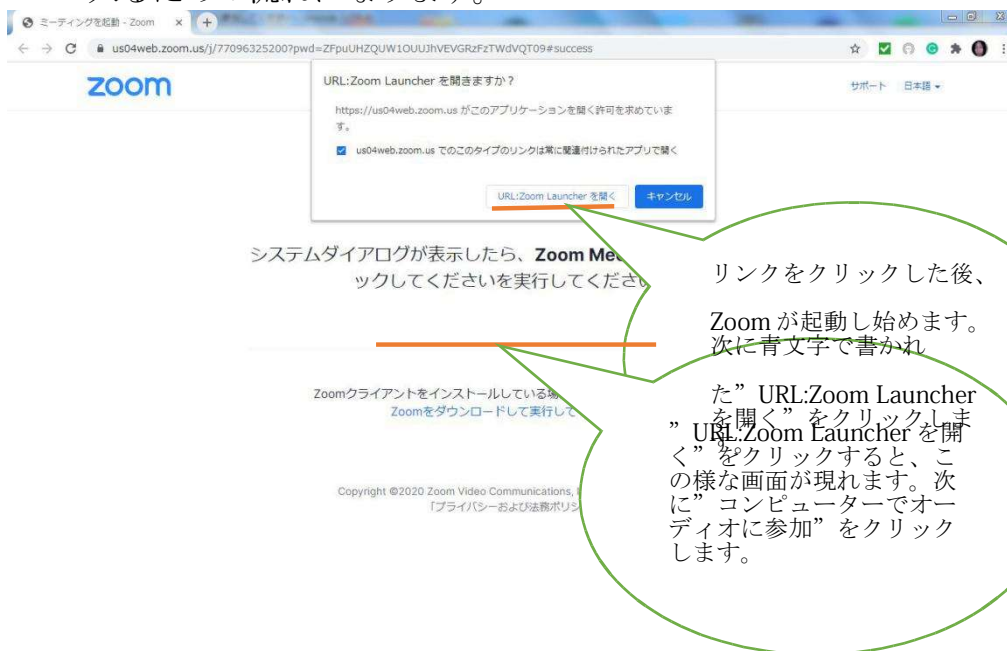 ミーティングを起動 - Zoom
us04web.zoom.us/j/77096325200?pwd=ZFpuUHZQUW1OUUJhVEVGRzFzTWdVQT09#success
zoom
サポート 日本語
URL:Zoom Launcher を開きますか？
https://us04web.zoom.us がこのアプリケーションを開く許可を求めていま
す。
us04web.zoom.us でのこのタイプのリンクは常に関連付けられたアプリで開く
URL:Zoom Launcher を開く キャンセル
システムダイアログが表示したら、Zoom Mee
ックしてくださいを実行してください
Zoomクライアントをインストールしている場
Zoomをダウンロードして実行して
Copyright ©2020 Zoom Video Communications,
「プライバシーおよび法務ポリシ
リンクをクリックした後、
Zoom が起動し始めます。
次に青文字で書かれ
た”URL:Zoom Launcher
を開く”をクリックしま
す。
”URL:Zoom Launcher を開
く”をクリックすると、こ
の様な画面が現れます。次
に”コンピューターでオー
ディオに参加”をクリック
します。